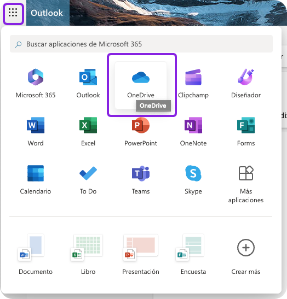 Outlook
Buscar aplicaciones de Microsoft 365
Microsoft 365 Outlook OneDrive Clipchamp Diseñador
OneDrive
Word Excel PowerPoint OneNote Forms
Calendario To Do Teams Skype Más
aplicaciones
Documento Libro Presentación Encuesta Crear más